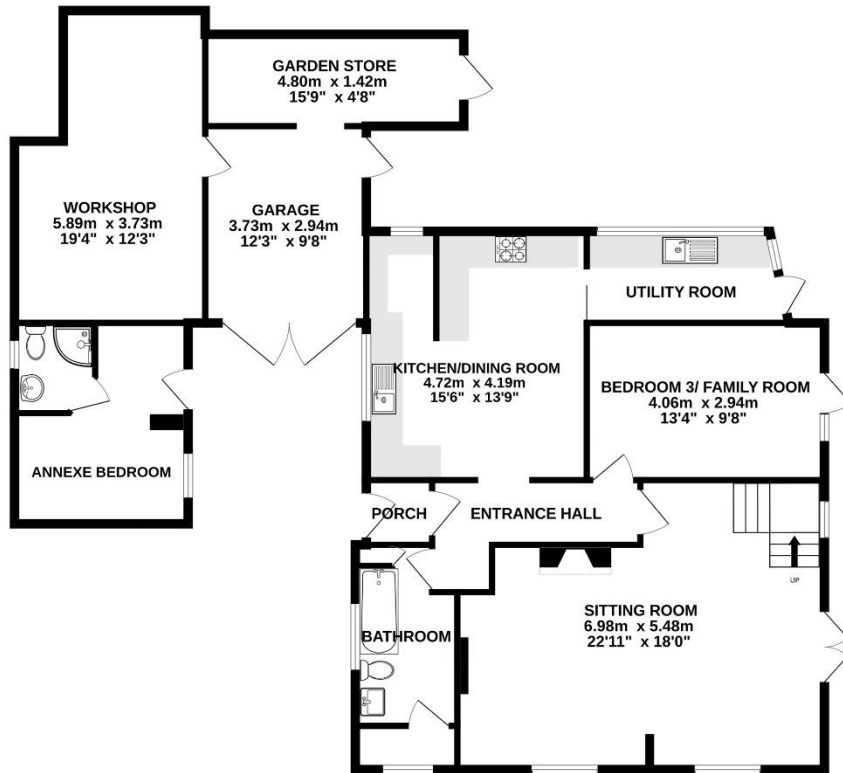 GARDEN STORE
4.80m x 1.42m
15'9" x 4'8"
WORKSHOP
5.89m x 3.73m
19'4" x 12'3"
GARAGE
3.73m x 2.94m
12'3" x 9'8"
UTILITY ROOM
KITCHEN/DINING ROOM
4.72m x 4.19m
15'6" x 13'9"
BEDROOM 3/ FAMILY ROOM
4.06m x 2.94m
13'4" x 9'8"
ANNEXE BEDROOM
PORCH
ENTRANCE HALL
UP
SITTING ROOM
6.98m x 5.48m
22'11" x 18'0"
BATHROOM